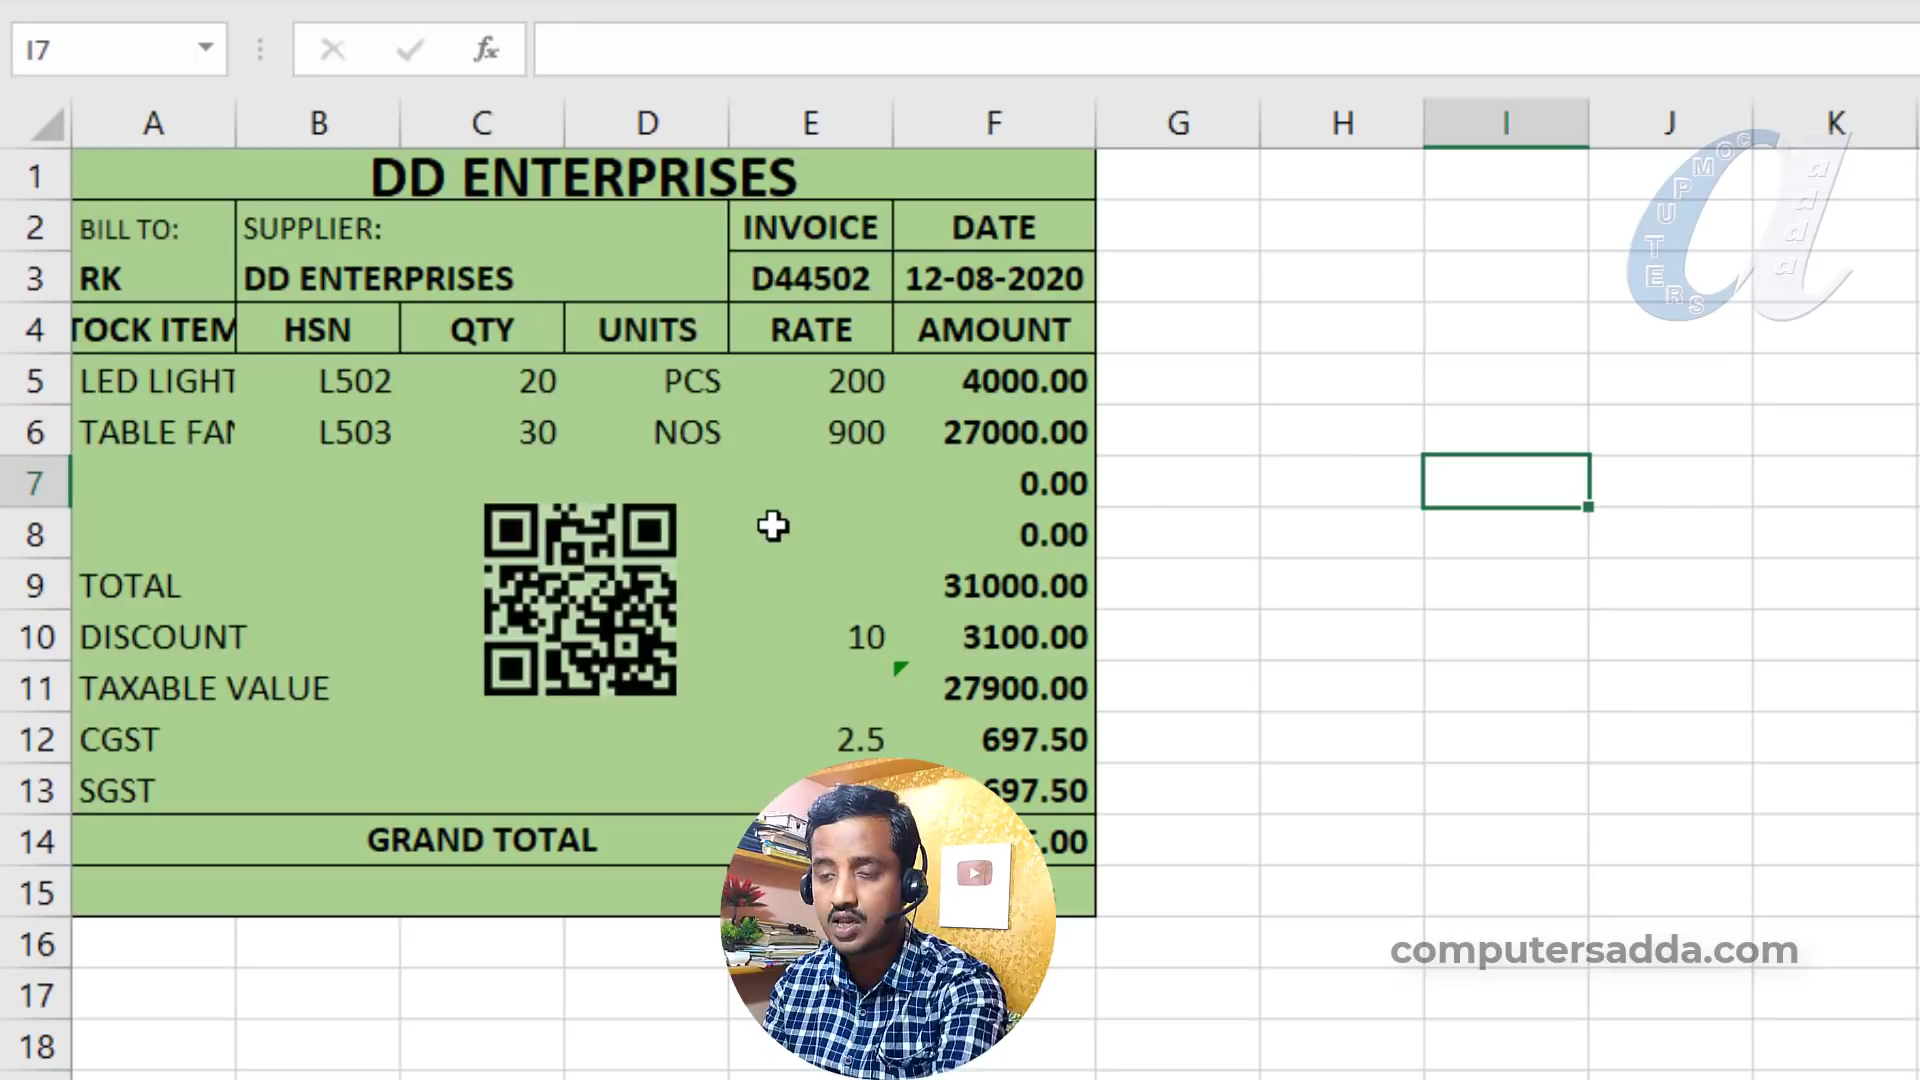 I7
fx
A B C D E F G H I J K
1 DD ENTERPRISES
2 BILL TO: SUPPLIER: INVOICE DATE
3 RK DD ENTERPRISES D44502 12-08-2020
4 TOCK ITEM HSN QTY UNITS RATE AMOUNT
5 LED LIGHT L502 20 PCS 200 4000.00
6 TABLE FAN L503 30 NOS 900 27000.00
7 0.00
8 0.00
9 TOTAL 31000.00
10 DISCOUNT 10 3100.00
11 TAXABLE VALUE 27900.00
12 CGST 2.5 697.50
13 SGST 697.50
14 GRAND TOTAL .00
15
16
17
18
COMPUTERS
adda
computersadda.com